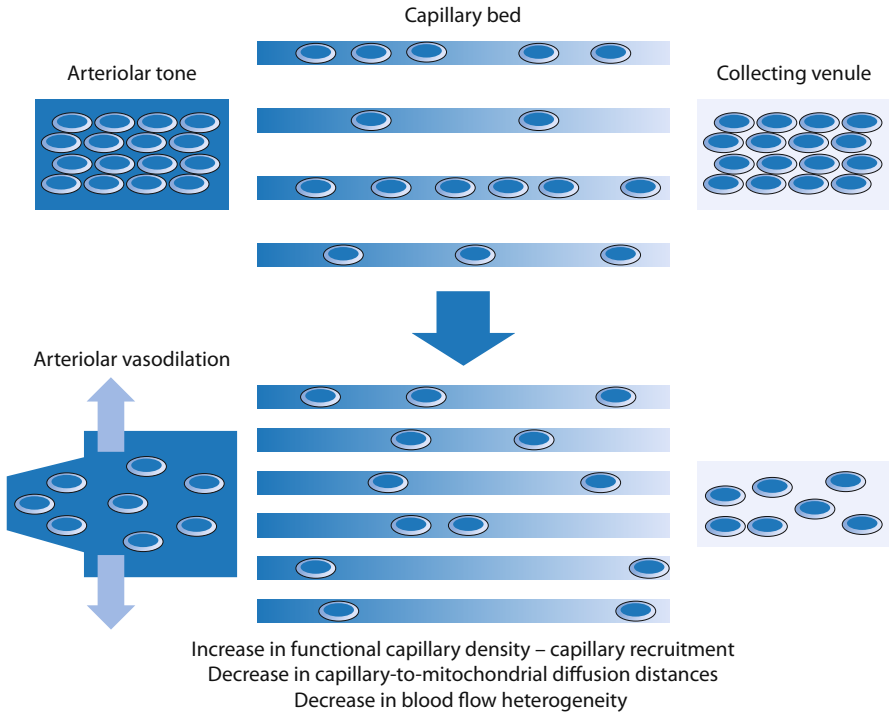 Capillary bed
Arteriolar tone
Collecting venule
Arteriolar vasodilation
Increase in functional capillary density – capillary recruitment
Decrease in capillary-to-mitochondrial diffusion distances
Decrease in blood flow heterogeneity